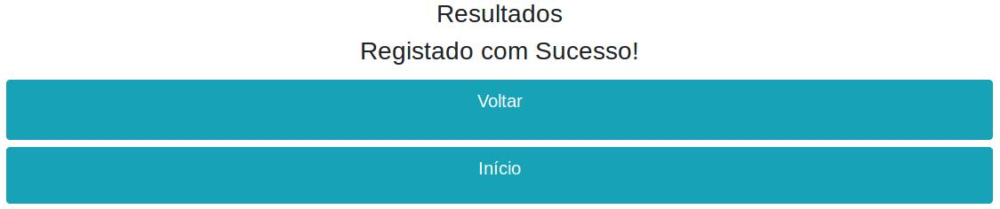 Resultados
Registado com Sucesso!
Voltar
Início